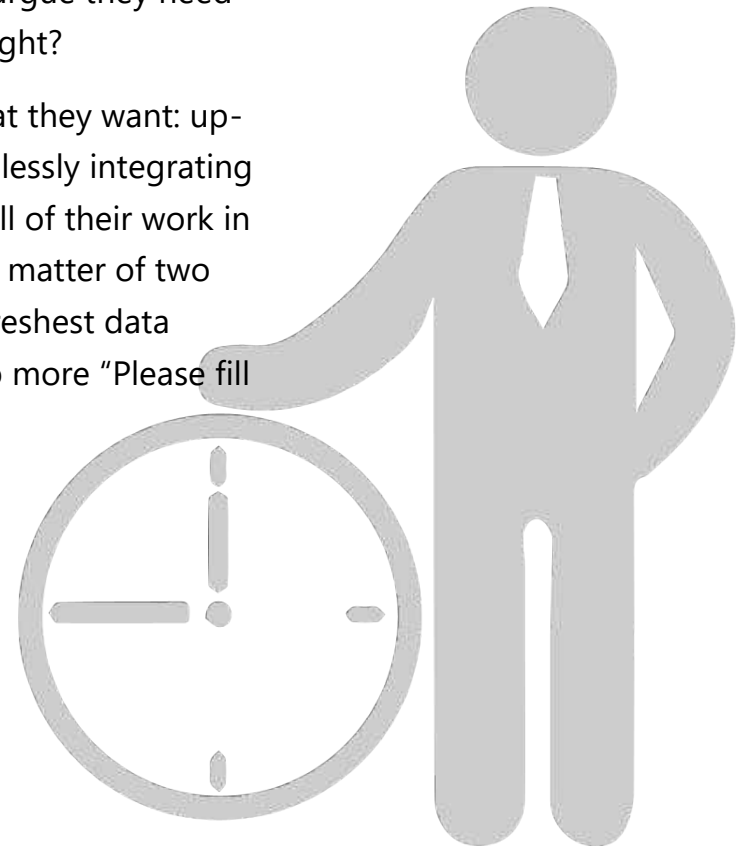 argue they need
ght?
at they want: up-
lessly integrating
ll of their work in
matter of two
reshest data
o more “Please fill